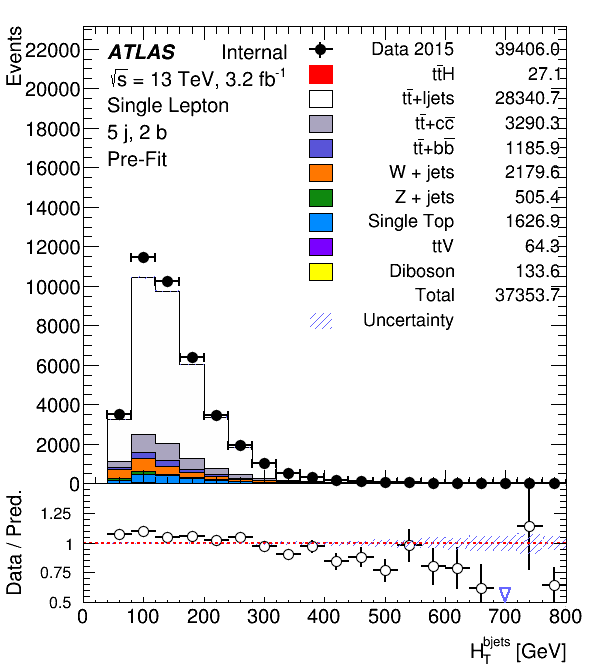 Events
22000
20000
18000
16000
14000
12000
10000
8000
6000
4000
2000
0
ATLAS Internal
√s = 13 TeV, 3.2 fb⁻¹
Single Lepton
5 j, 2 b
Pre-Fit
Data 2015 39406.0
tt̄H 27.1
tt̄+ljets 28340.7
tt̄+cc̄ 3290.3
tt̄+bb̄ 1185.9
W + jets 2179.6
Z + jets 505.4
Single Top 1626.9
ttV 64.3
Diboson 133.6
Total 37353.7
Uncertainty
Data / Pred.
1.25
1
0.75
0.5
0 100 200 300 400 500 600 700 800
H_T^bjets [GeV]